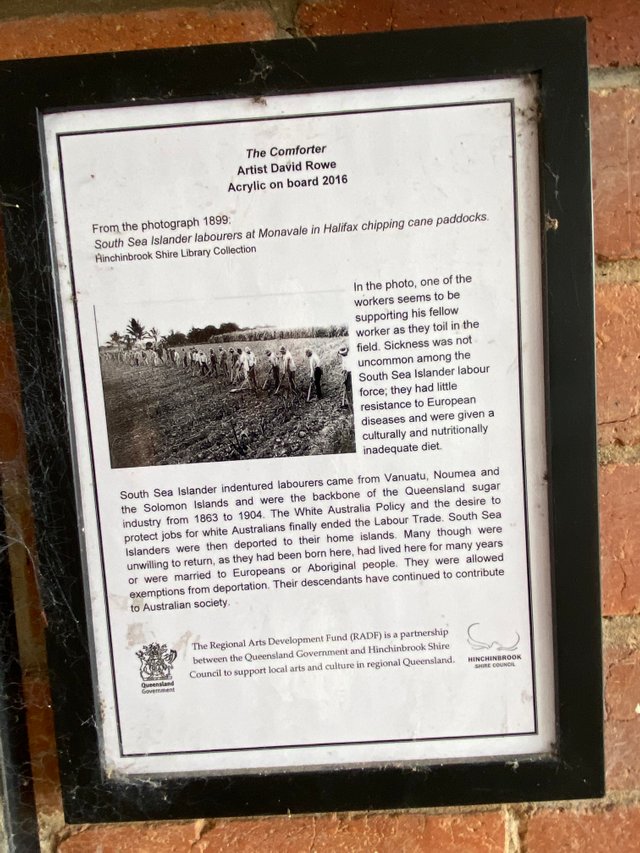 The Comforter
Artist David Rowe
Acrylic on board 2016
From the photograph 1899:
South Sea Islander labourers at Monavale in Halifax chipping cane paddocks.
Hinchinbrook Shire Library Collection
In the photo, one of the
workers seems to be
supporting his fellow
worker as they toil in the
field. Sickness was not
uncommon among the
South Sea Islander labour
force; they had little
resistance to European
diseases and were given a
culturally and nutritionally
inadequate diet.
South Sea Islander indentured labourers came from Vanuatu, Noumea and
the Solomon Islands and were the backbone of the Queensland sugar
industry from 1863 to 1904. The White Australia Policy and the desire to
protect jobs for white Australians finally ended the Labour Trade. South Sea
Islanders were then deported to their home islands. Many though were
unwilling to return, as they had been born here, had lived here for many years
or were married to Europeans or Aboriginal people. They were allowed
exemptions from deportation. Their descendants have continued to contribute
to Australian society.
The Regional Arts Development Fund (RADF) is a partnership
between the Queensland Government and Hinchinbrook Shire
Council to support local arts and culture in regional Queensland.
Queensland
Government
HINCHINBROOK
SHIRE COUNCIL